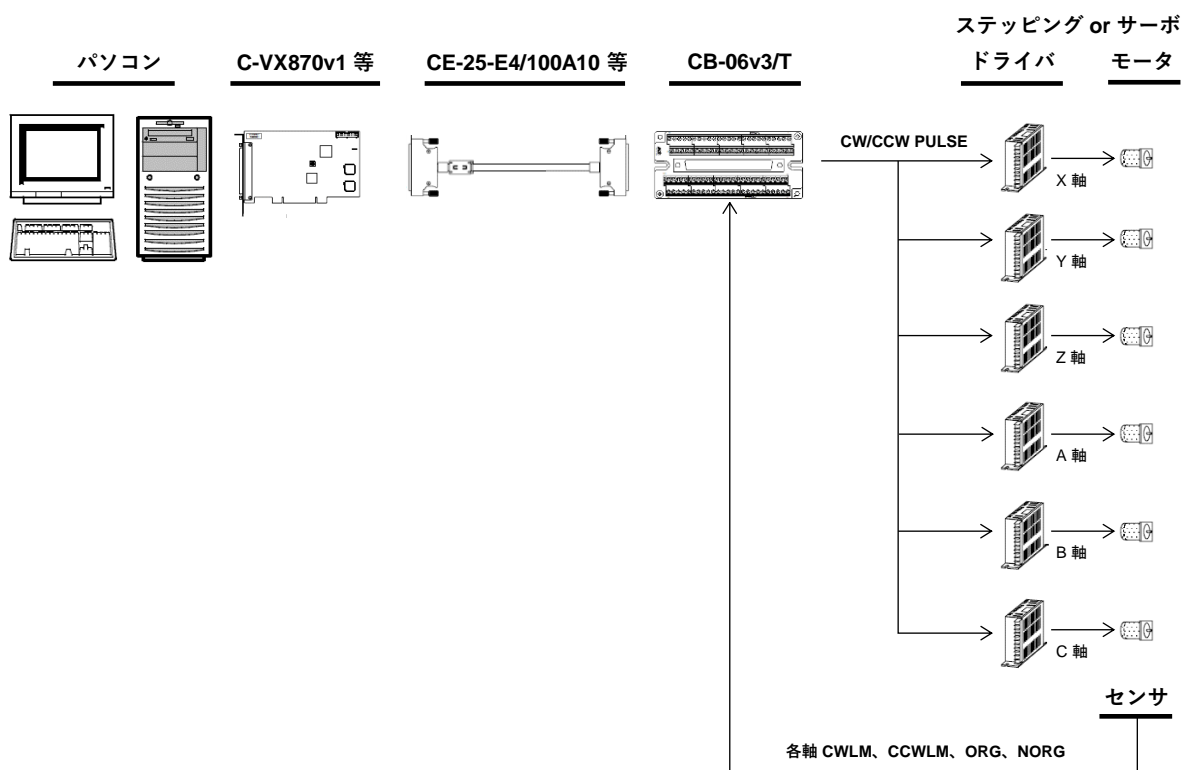 ステッピング or サーボ
パソコン
C-VX870v1 等
CE-25-E4/100A10 等
CB-06v3/T
ドライバ
モータ
CW/CCW PULSE
X 軸
Y 軸
Z 軸
A 軸
B 軸
C 軸
センサ
各軸 CWLM、CCWLM、ORG、NORG